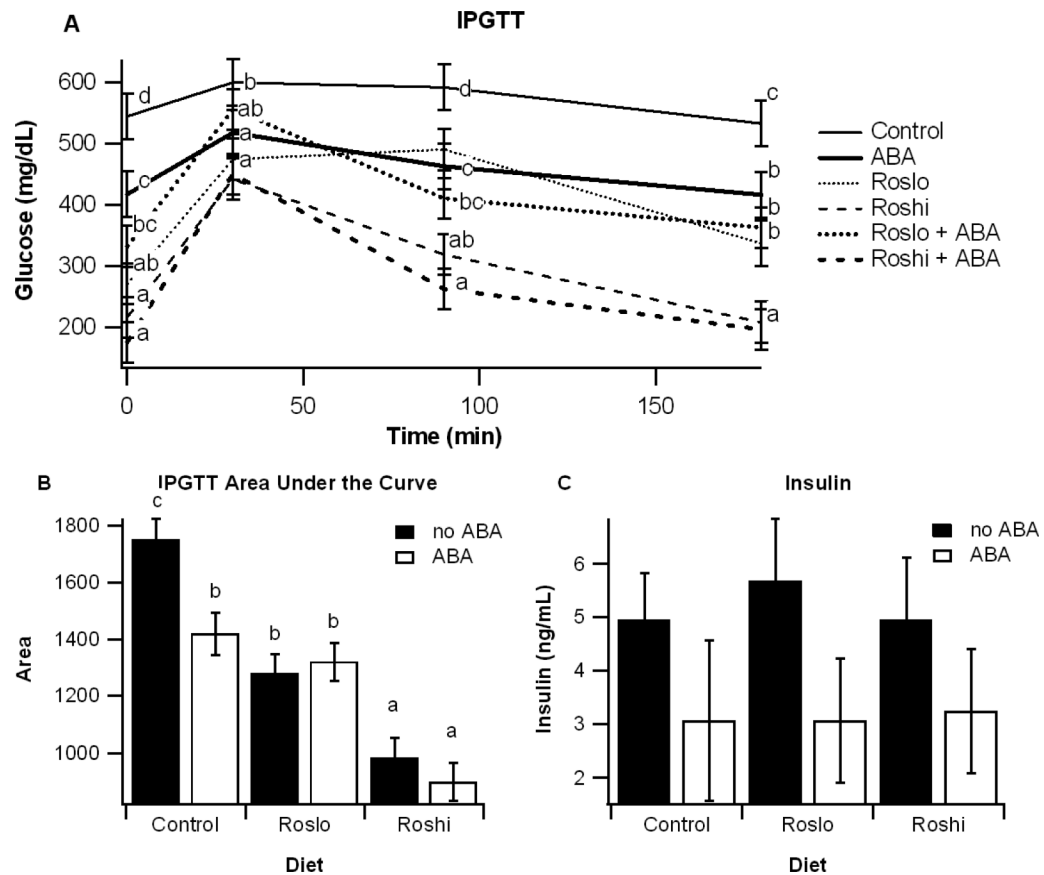 A
IPGTT
Glucose (mg/dL)
600
500
400
300
200
d
c
bc
ab
a
a
b
ab
a
a
d
c
bc
ab
a
c
b
b
b
a
0
50
100
150
Time (min)
Control
ABA
Roslo
Roshi
Roslo + ABA
Roshi + ABA
B
IPGTT Area Under the Curve
Area
1800
1600
1400
1200
1000
c
b
b
b
a
a
no ABA
ABA
Control
Roslo
Roshi
Diet
C
Insulin
Insulin (ng/mL)
6
5
4
3
2
no ABA
ABA
Control
Roslo
Roshi
Diet